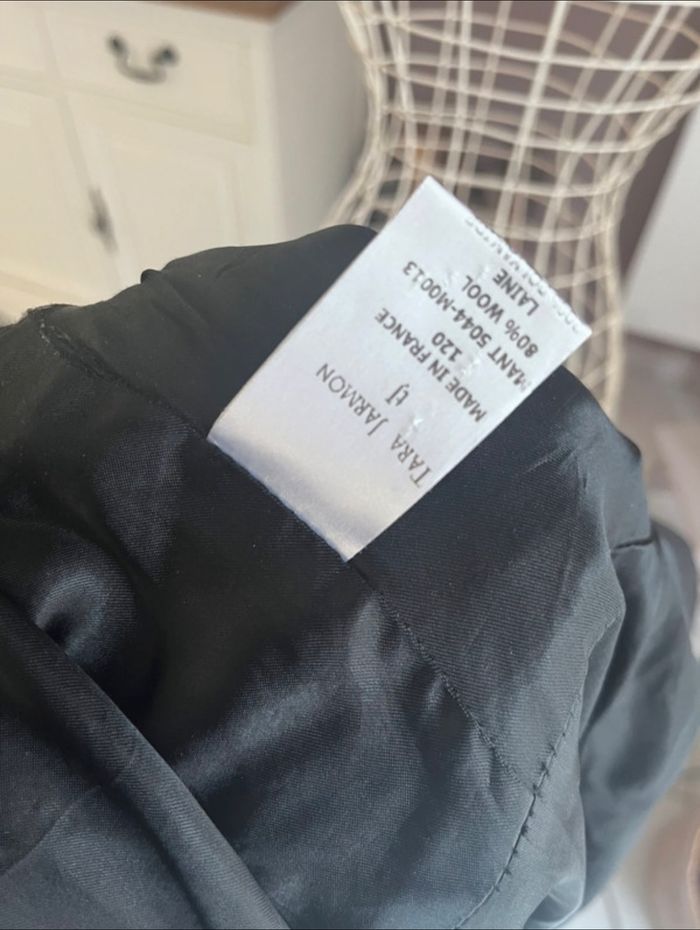 TARA JARMON
tj
MADE IN FRANCE
120
MANT 5044-M0013
80% WOOL
LAINE